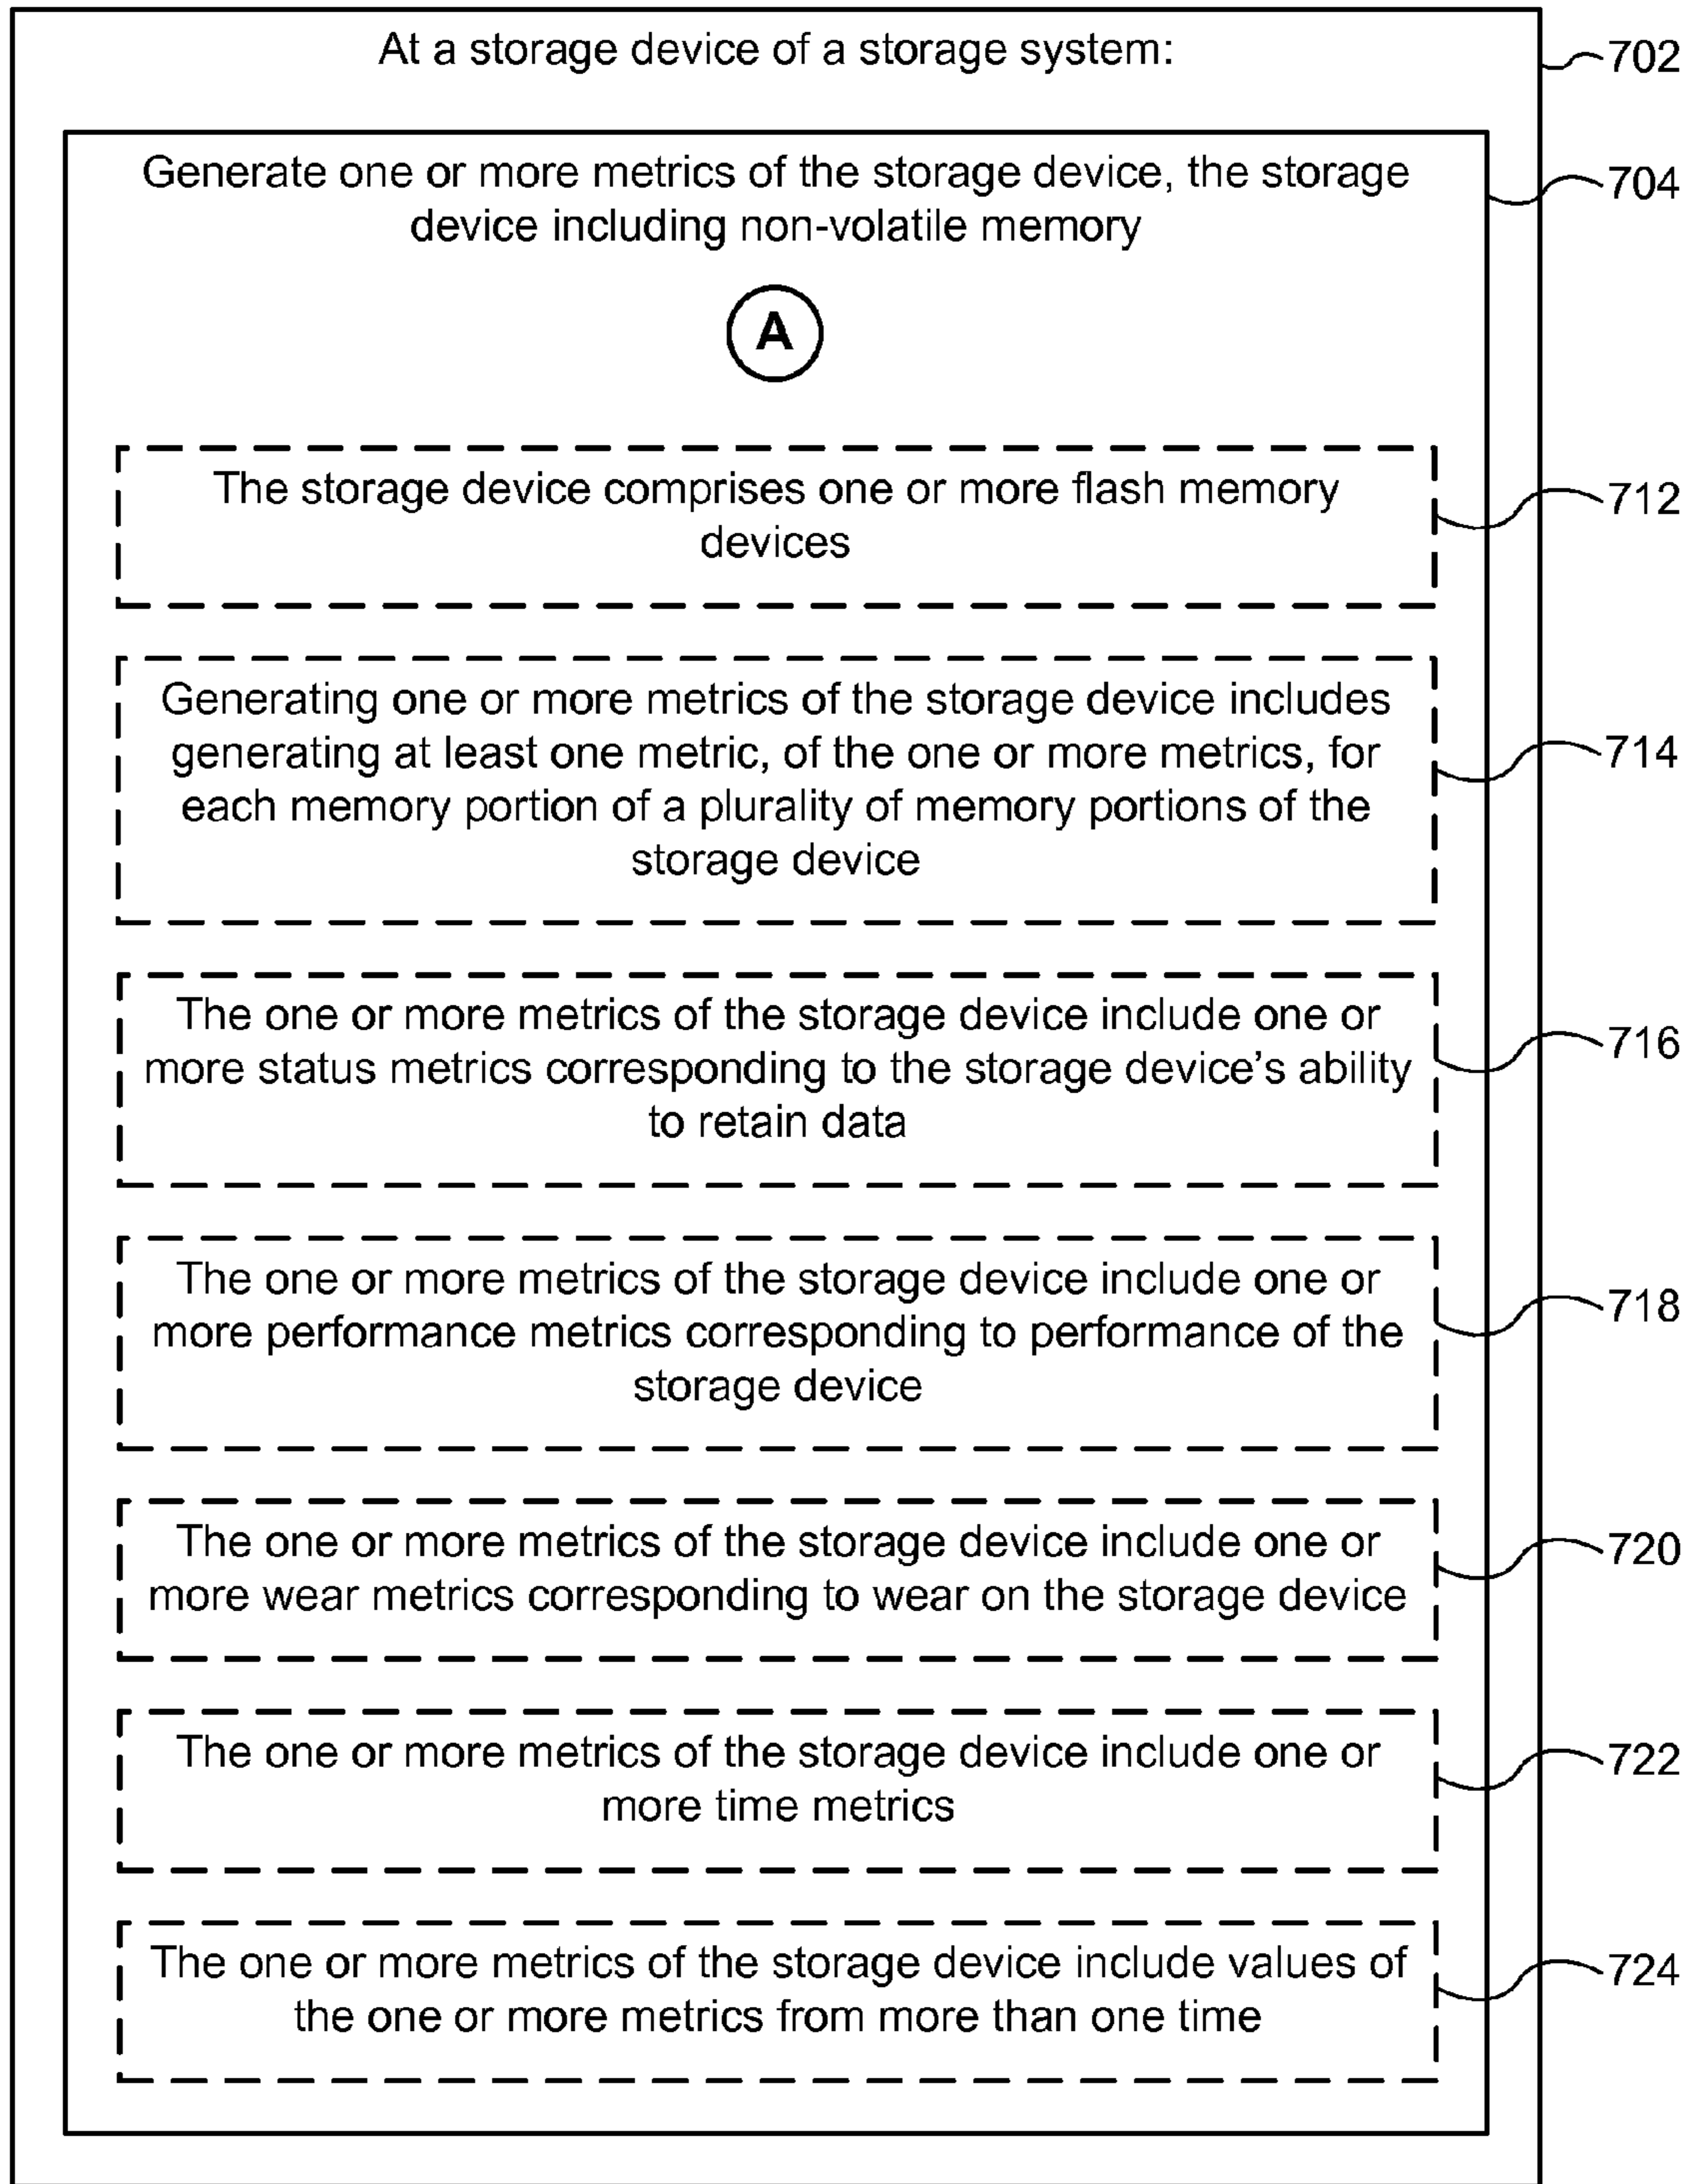 At a storage device of a storage system:
702
Generate one or more metrics of the storage device, the storage
device including non-volatile memory
704
A
The storage device comprises one or more flash memory
devices
712
Generating one or more metrics of the storage device includes
generating at least one metric, of the one or more metrics, for
each memory portion of a plurality of memory portions of the
storage device
714
The one or more metrics of the storage device include one or
more status metrics corresponding to the storage device’s ability
to retain data
716
The one or more metrics of the storage device include one or
more performance metrics corresponding to performance of the
storage device
718
The one or more metrics of the storage device include one or
more wear metrics corresponding to wear on the storage device
720
The one or more metrics of the storage device include one or
more time metrics
722
The one or more metrics of the storage device include values of
the one or more metrics from more than one time
724